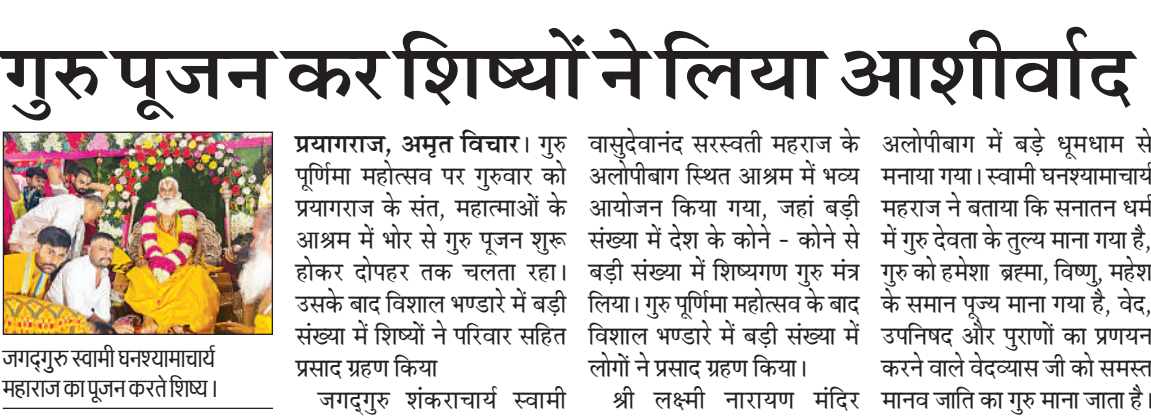 गुरु पूजन कर शिष्यों ने लिया आशीर्वाद
जगद्गुरु स्वामी घनश्यामाचार्य
महाराज का पूजन करते शिष्य।
प्रयागराज, अमृत विचार। गुरु
पूर्णिमा महोत्सव पर गुरुवार को
प्रयागराज के संत, महात्माओं के
आश्रम में भोर से गुरु पूजन शुरू
होकर दोपहर तक चलता रहा।
उसके बाद विशाल भण्डारे में बड़ी
संख्या में शिष्यों ने परिवार सहित
प्रसाद ग्रहण किया
जगद्गुरु शंकराचार्य स्वामी
वासुदेवानंद सरस्वती महराज के
अलोपीबाग स्थित आश्रम में भव्य
आयोजन किया गया, जहां बड़ी
संख्या में देश के कोने - कोने से
बड़ी संख्या में शिष्यगण गुरु मंत्र
लिया। गुरु पूर्णिमा महोत्सव के बाद
विशाल भण्डारे में बड़ी संख्या में
लोगों ने प्रसाद ग्रहण किया।
श्री लक्ष्मी नारायण मंदिर
अलोपीबाग में बड़े धूमधाम से
मनाया गया। स्वामी घनश्यामाचार्य
महराज ने बताया कि सनातन धर्म
में गुरु देवता के तुल्य माना गया है,
गुरु को हमेशा ब्रह्मा, विष्णु, महेश
के समान पूज्य माना गया है, वेद,
उपनिषद और पुराणों का प्रणयन
करने वाले वेदव्यास जी को समस्त
मानव जाति का गुरु माना जाता है।